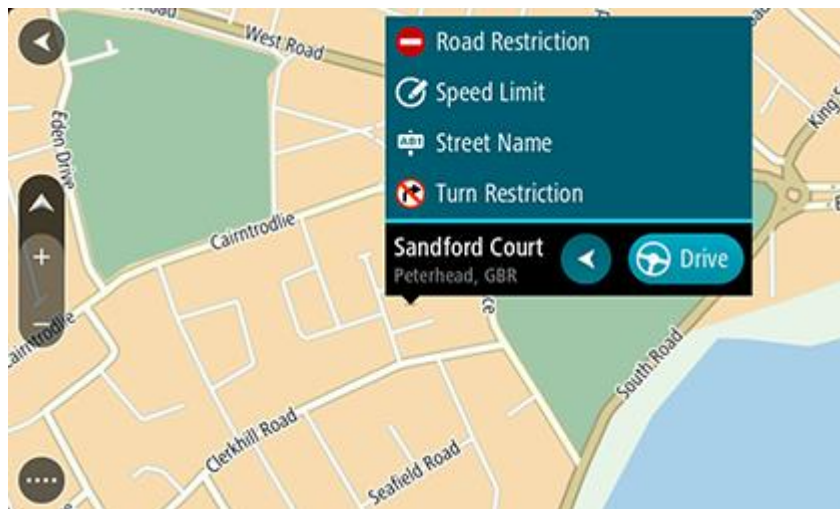 West Road
Road Restriction
Speed Limit
ABI
Street Name
Turn Restriction
Eden Drive
Cairntrodlie
Sandford Court
Peterhead, GBR
Drive
South Road
Clerkhill Road
Seafield Road